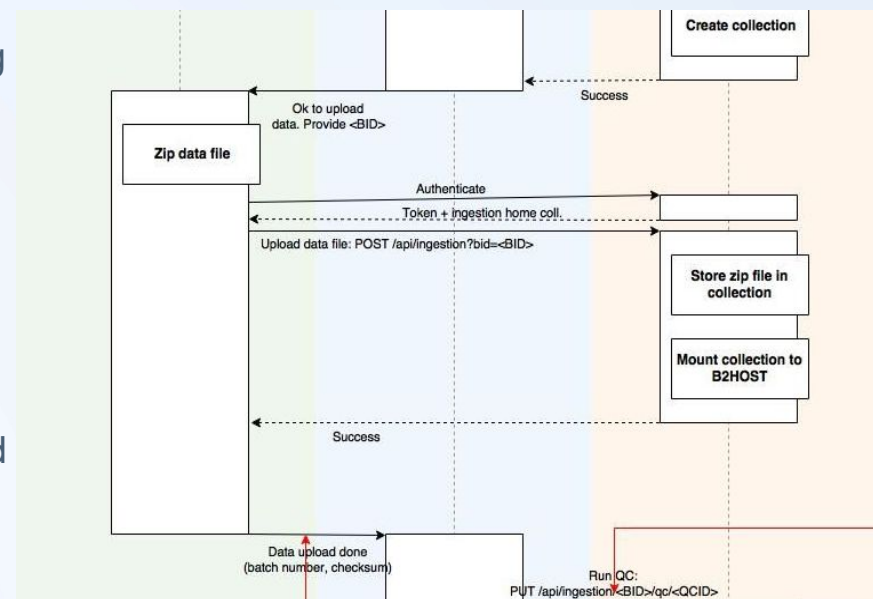 Create collection
Success
Ok to upload
data. Provide <BID>
Zip data file
Authenticate
Token + ingestion home coll.
Upload data file: POST /api/ingestion?bid=<BID>
Store zip file in
collection
Mount collection to
B2HOST
Success
Data upload done
(batch number, checksum)
Run QC:
PUT /api/ingestion/<BID>/qc/<QCID>